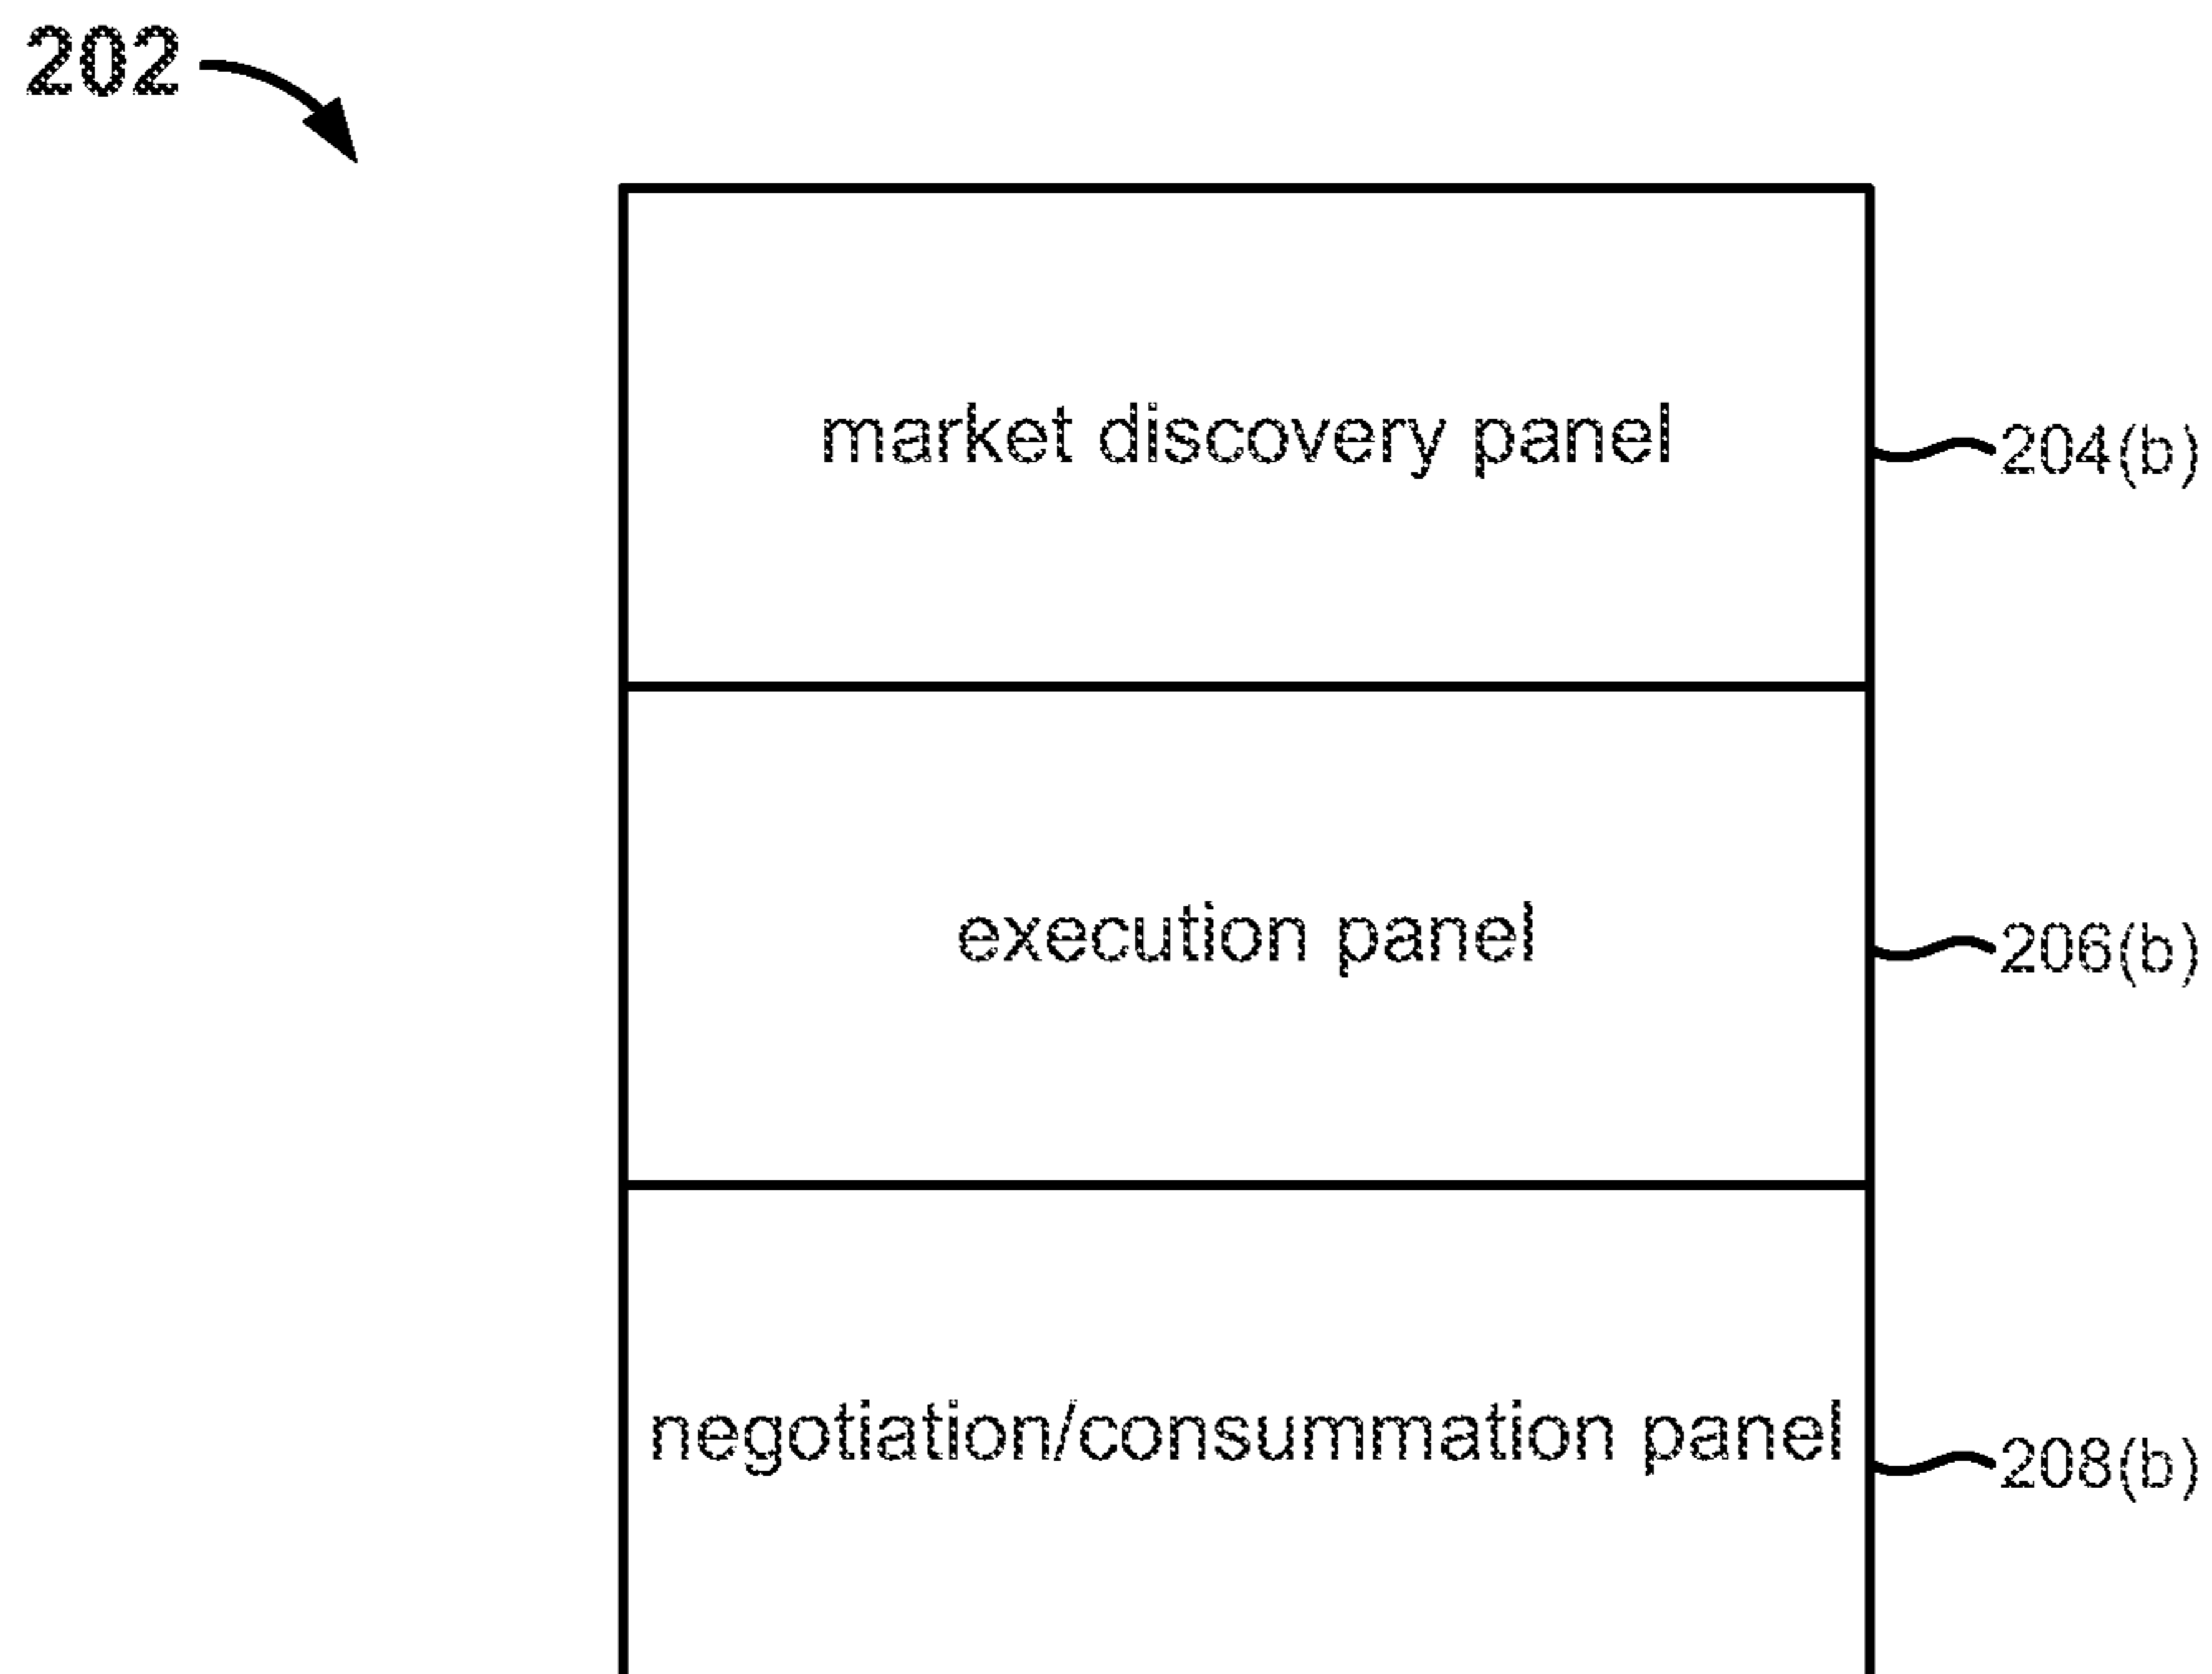 202
market discovery panel
204(b)
execution panel
206(b)
negotiation/consummation panel
208(b)